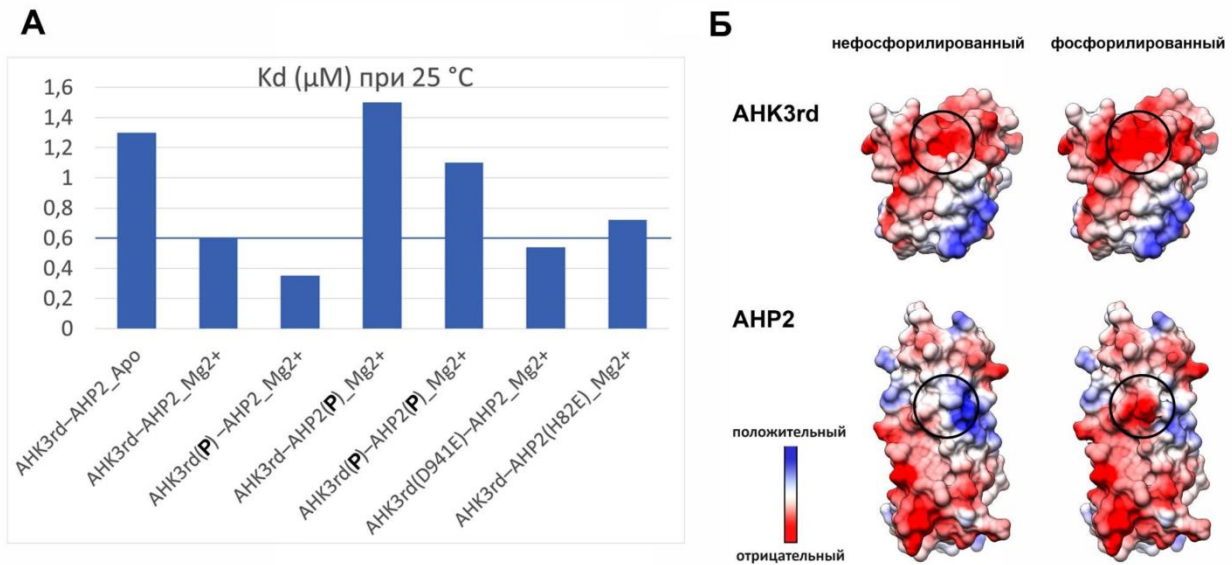 А
Kd (μM) при 25 °C
1,6
1,4
1,2
1
0,8
0,6
0,4
0,2
0
AHK3rd–AHP2_Apo
AHK3rd–AHP2_Mg2+
AHK3rd(P) –AHP2_Mg2+
AHK3rd–AHP2(P)_Mg2+
AHK3rd(P)–AHP2(P)_Mg2+
AHK3rd(D941E)–AHP2_Mg2+
AHK3rd–AHP2(H82E)_Mg2+
Б
нефосфорилированный фосфорилированный
AHK3rd
AHP2
положительный
отрицательный